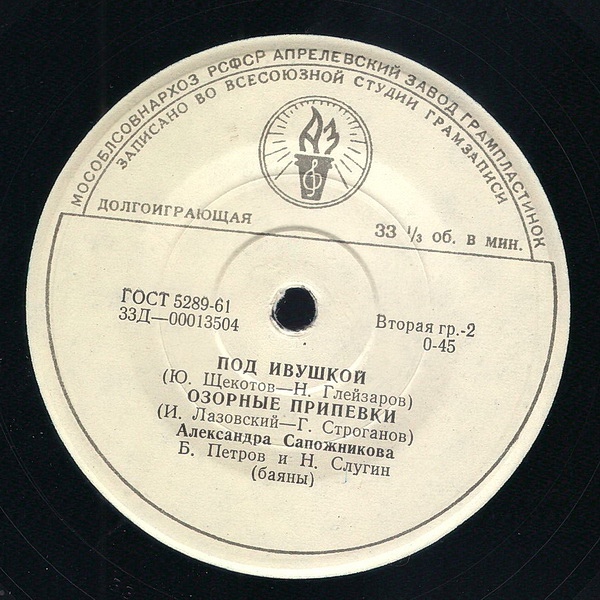 МОСОБЛСОВНАРХОЗ РСФСР АПРЕЛЕВСКИЙ ЗАВОД ГРАМПЛАСТИНОК
ЗАПИСАНО ВО ВСЕСОЮЗНОЙ СТУДИИ ГРАМЗАПИСИ
АЗ
ДОЛГОИГРАЮЩАЯ
33 ⅓ об. в мин.
ГОСТ 5289-61
33Д—00013504
Вторая гр.-2
0-45
ПОД ИВУШКОЙ
(Ю. Щекотов—Н. Глейзаров)
ОЗОРНЫЕ ПРИПЕВКИ
(И. Лазовский—Г. Строганов)
Александра Сапожникова
Б. Петров и Н. Слугин
(баяны)